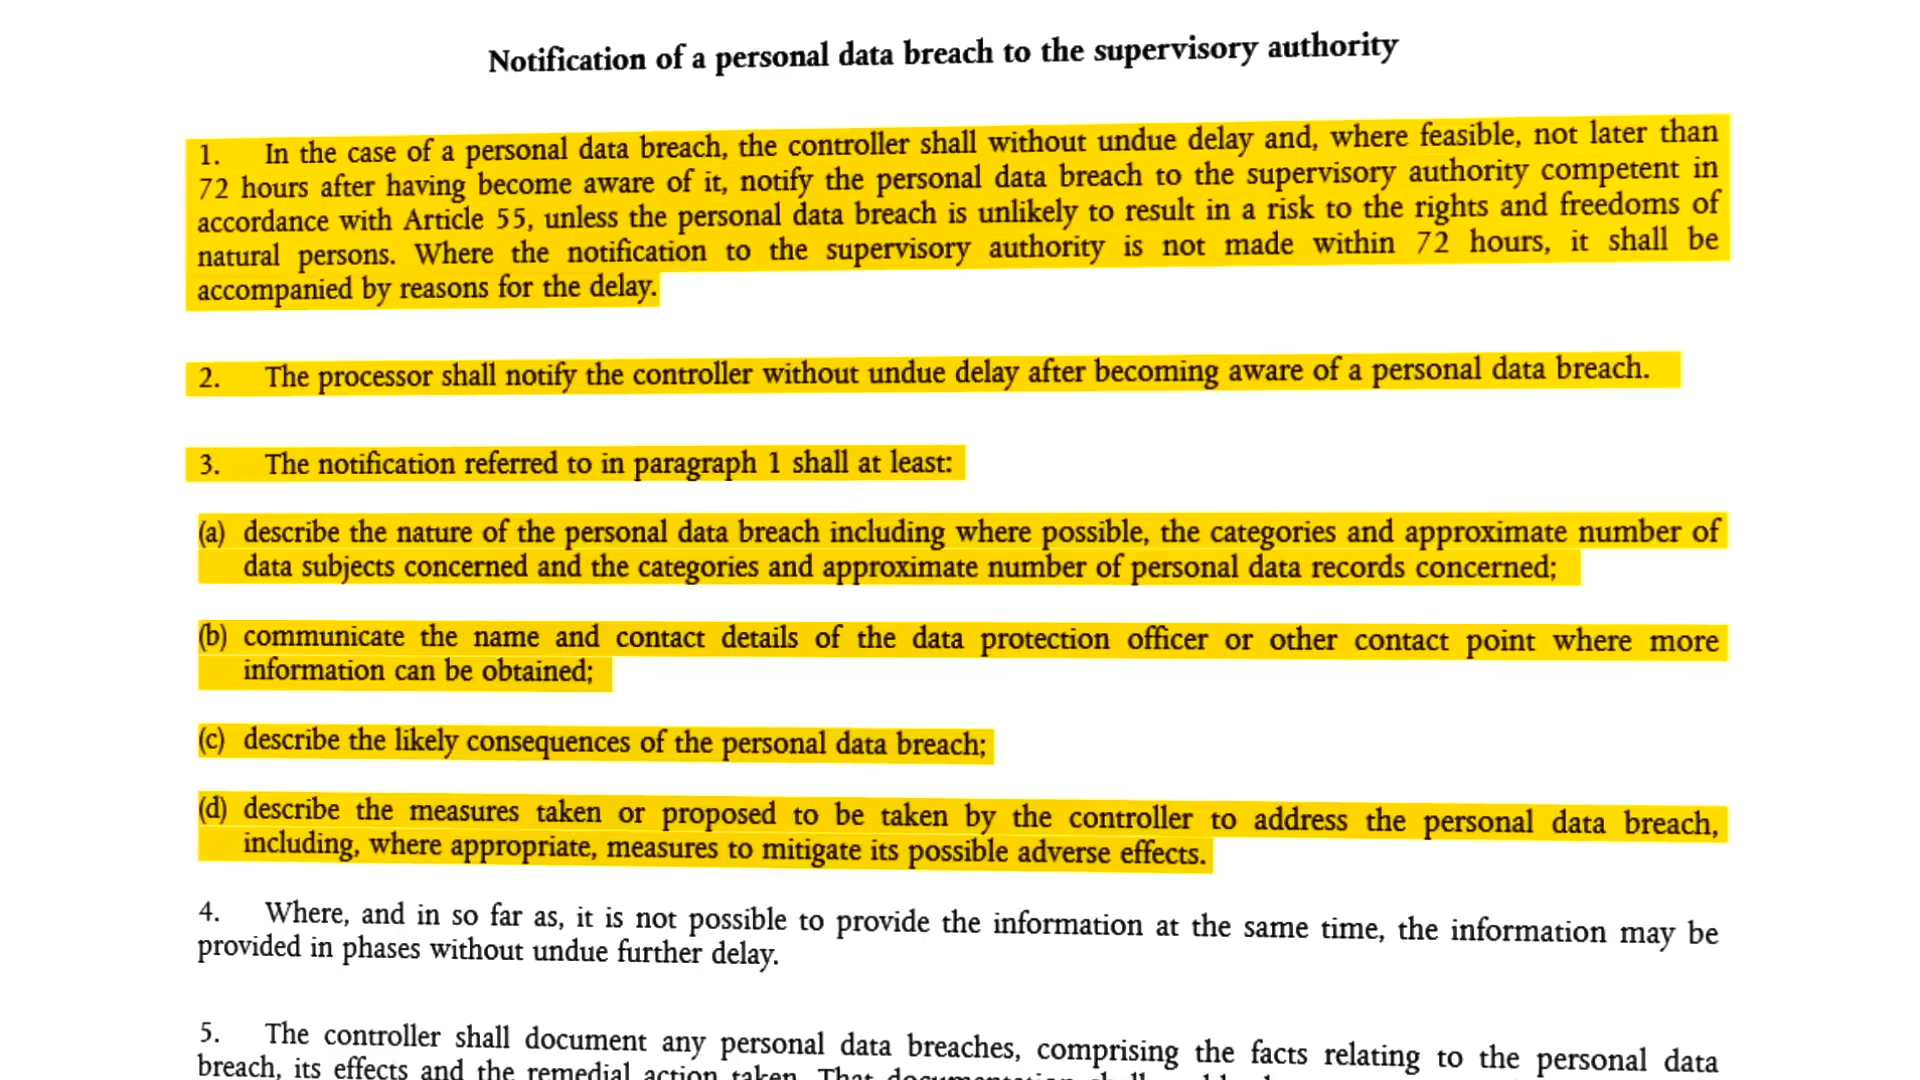 Notification of a personal data breach to the supervisory authority
1. In the case of a personal data breach, the controller shall without undue delay and, where feasible, not later than
72 hours after having become aware of it, notify the personal data breach to the supervisory authority competent in
accordance with Article 55, unless the personal data breach is unlikely to result in a risk to the rights and freedoms of
natural persons. Where the notification to the supervisory authority is not made within 72 hours, it shall be
accompanied by reasons for the delay.
2. The processor shall notify the controller without undue delay after becoming aware of a personal data breach.
3. The notification referred to in paragraph 1 shall at least:
(a) describe the nature of the personal data breach including where possible, the categories and approximate number of
data subjects concerned and the categories and approximate number of personal data records concerned;
(b) communicate the name and contact details of the data protection officer or other contact point where more
information can be obtained;
(c) describe the likely consequences of the personal data breach;
(d) describe the measures taken or proposed to be taken by the controller to address the personal data breach,
including, where appropriate, measures to mitigate its possible adverse effects.
4. Where, and in so far as, it is not possible to provide the information at the same time, the information may be
provided in phases without undue further delay.
5. The controller shall document any personal data breaches, comprising the facts relating to the personal data
breach, its effects and the remedial action taken. That documentation shall